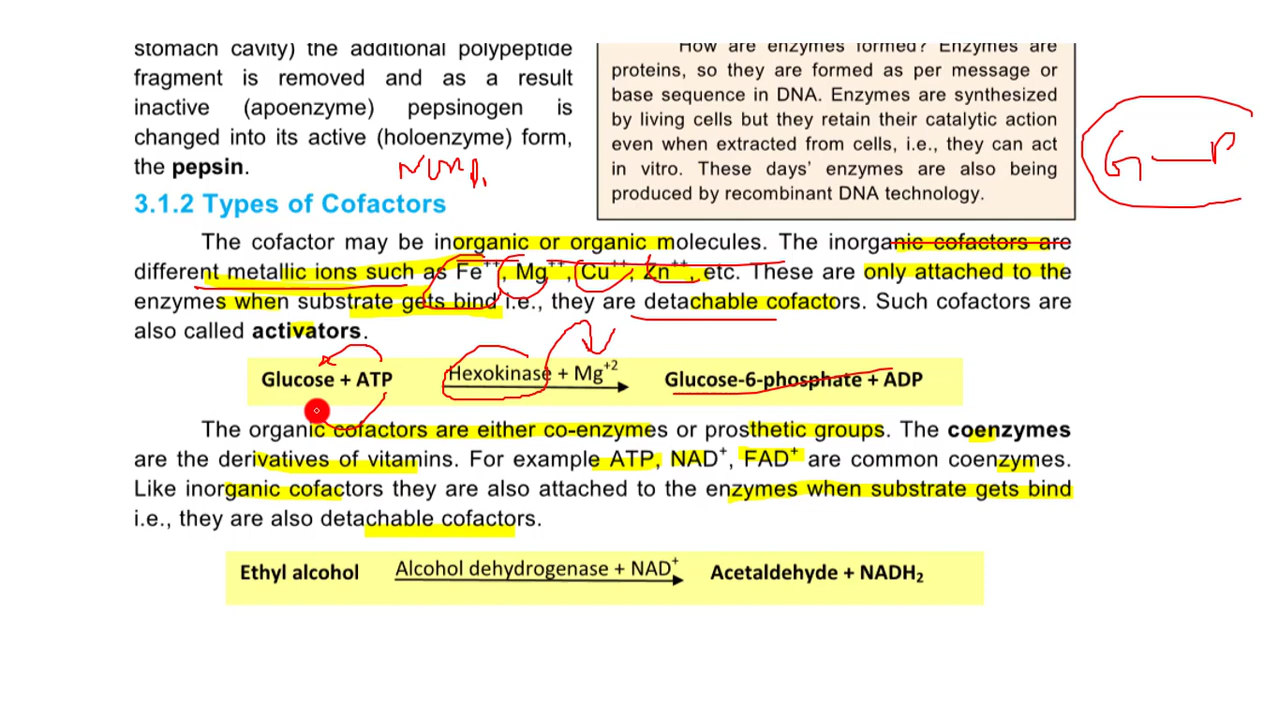 stomach cavity) the additional polypeptide
fragment is removed and as a result
inactive (apoenzyme) pepsinogen is
changed into its active (holoenzyme) form,
the pepsin.
How are enzymes formed? Enzymes are
proteins, so they are formed as per message or
base sequence in DNA. Enzymes are synthesized
by living cells but they retain their catalytic action
even when extracted from cells, i.e., they can act
in vitro. These days’ enzymes are also being
produced by recombinant DNA technology.
G — P
3.1.2 Types of Cofactors
The cofactor may be inorganic or organic molecules. The inorganic cofactors are
different metallic ions such as Fe⁺⁺, Mg⁺⁺, Cu⁺⁺, Zn⁺⁺, etc. These are only attached to the
enzymes when substrate gets bind i.e., they are detachable cofactors. Such cofactors are
also called activators.
Glucose + ATP Hexokinase + Mg⁺² Glucose-6-phosphate + ADP
The organic cofactors are either co-enzymes or prosthetic groups. The coenzymes
are the derivatives of vitamins. For example ATP, NAD⁺, FAD⁺ are common coenzymes.
Like inorganic cofactors they are also attached to the enzymes when substrate gets bind
i.e., they are also detachable cofactors.
Ethyl alcohol Alcohol dehydrogenase + NAD⁺ Acetaldehyde + NADH₂